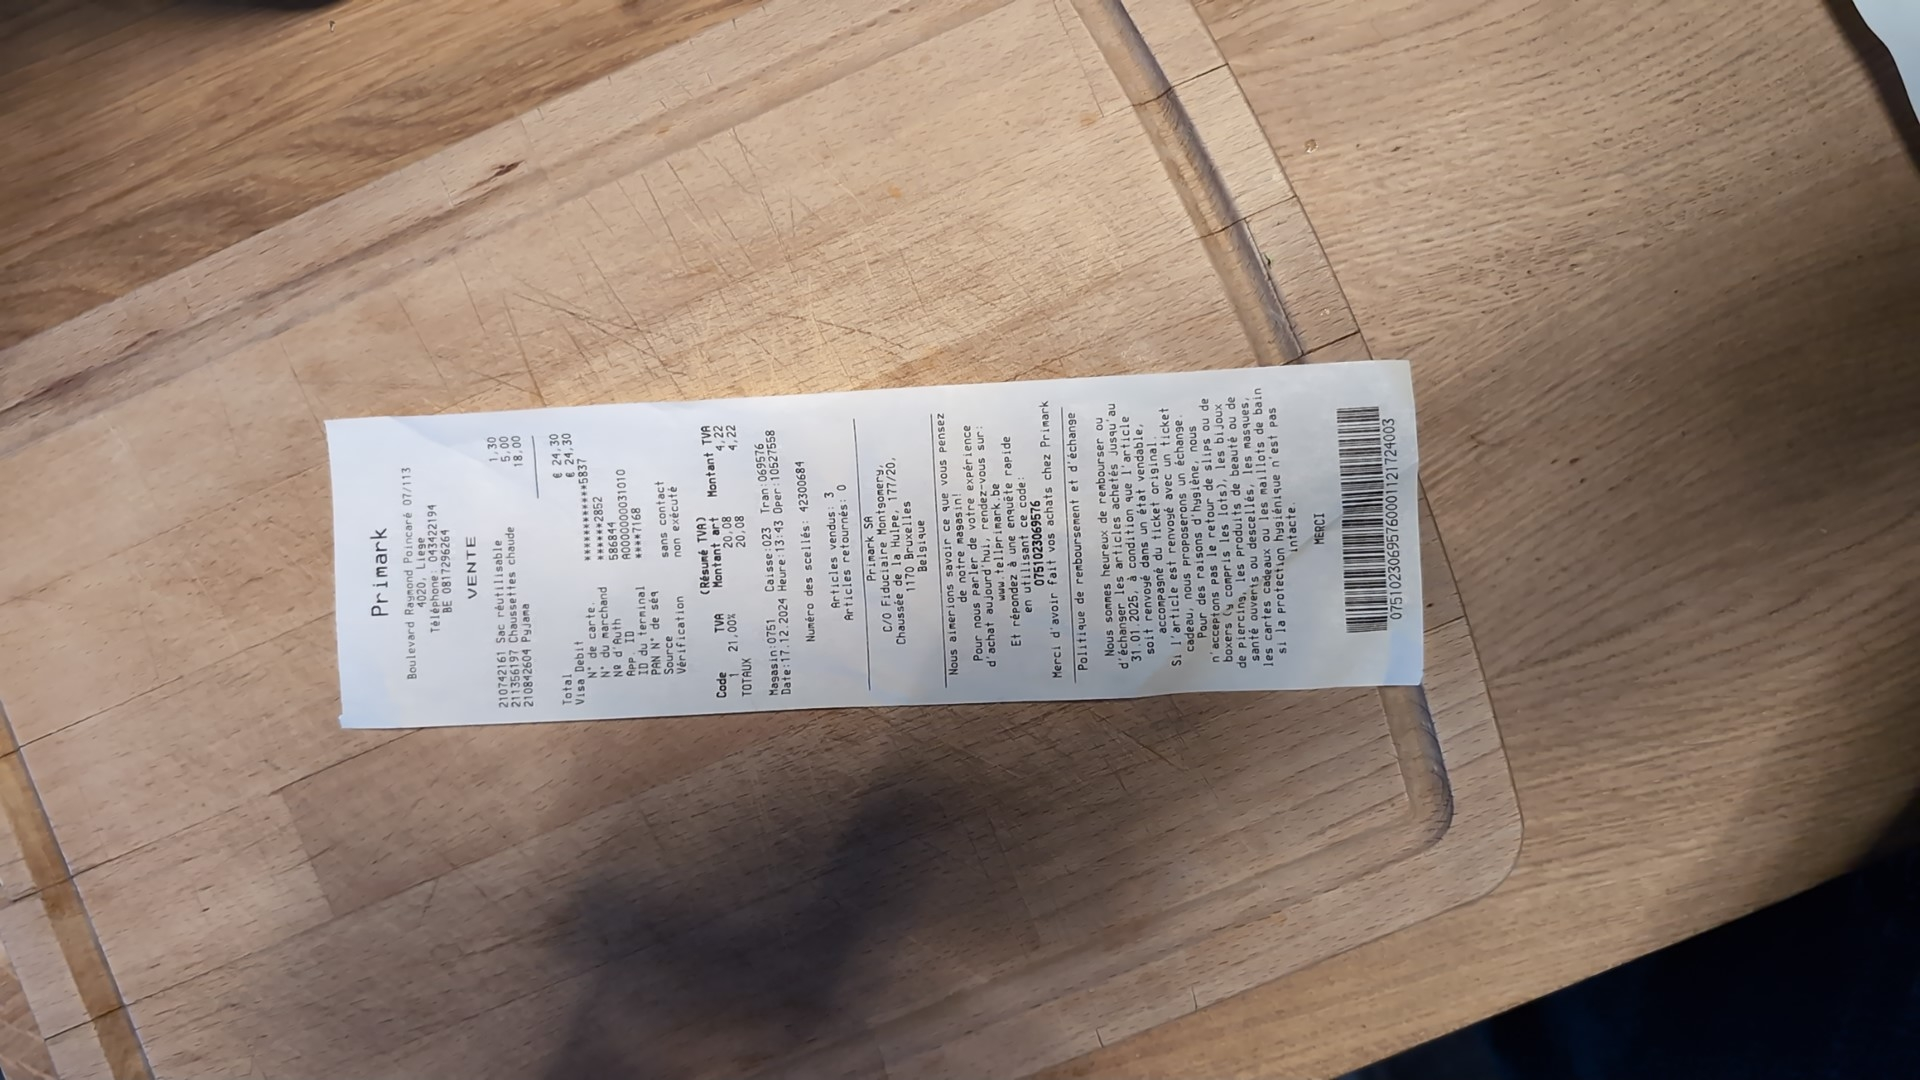 Primark
Boulevard Raymond Poincaré 07/113
4020, Liège
Téléphone: 043422194
BE 0817296264
VENTE
210742161 Sac réutilisable 1,30
211356197 Chaussettes chaude 5,00
210842604 Pyjama 18,00
Total € 24,30
Visa Debit € 24,30
N° de carte. ************5837
N° du marchand ******2852
Nº d'Auth 586844
App. ID A0000000031010
ID du terminal ****7168
PAN N° de séq
Source sans contact
Vérification non exécuté
(Résumé TVA)
Code TVA Montant art Montant TVA
1 21,00% 20,08 4,22
TOTAUX 20,08 4,22
Magasin:0751 Caisse:023 Tran:069576
Date:17.12.2024 Heure:13:43 Oper:10527558
Numéro des scellés: 42300684
Articles vendus: 3
Articles retournés: 0
Primark SA
C/O Fiduciaire Montgomery,
Chaussée de la Hulpe, 177/20,
1170 Bruxelles
Belgique
Nous aimerions savoir ce que vous pensez
de notre magasin!
Pour nous parler de votre expérience
d'achat aujourd'hui, rendez-vous sur:
www.tellprimark.be
Et répondez à une enquête rapide
en utilisant ce code:
0751023069576
Merci d'avoir fait vos achats chez Primark
Politique de remboursement et d'échange
Nous sommes heureux de rembourser ou
d'échanger les articles achetés jusqu'au
31.01.2025, à condition que l'article
soit renvoyé dans un état vendable,
accompagné du ticket original.
Si l'article est renvoyé avec un ticket
cadeau, nous proposerons un échange.
Pour des raisons d'hygiène, nous
n'acceptons pas le retour de slips ou de
boxers (y compris les lots), les bijoux
de piercing, les produits de beauté ou de
santé ouverts ou descellés, les masques,
les cartes cadeaux ou les maillots de bain
si la protection hygiénique n'est pas
intacte.
MERCI
07510230695760001121724003